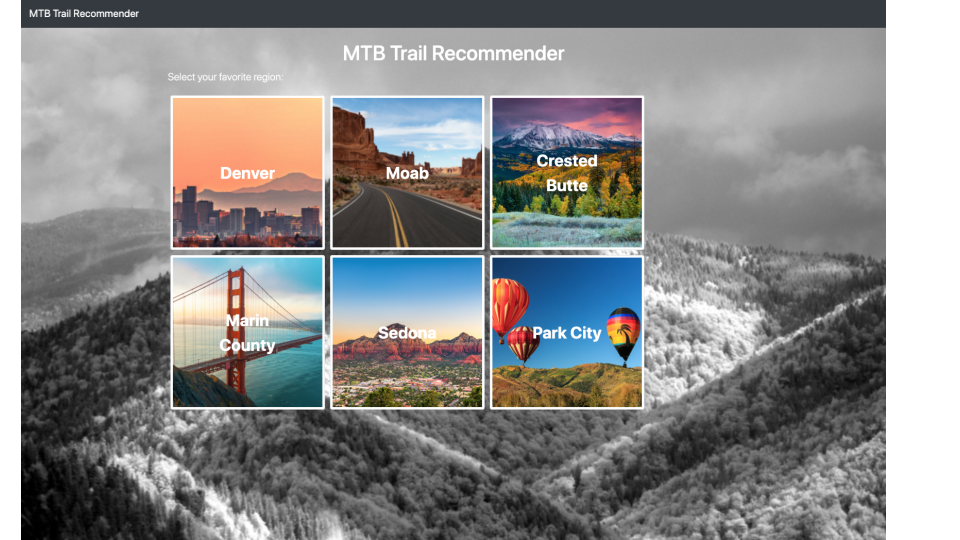 MTB Trail Recommender
MTB Trail Recommender
Select your favorite region:
Denver
Moab
Crested
Butte
Marin
County
Sedona
Park City